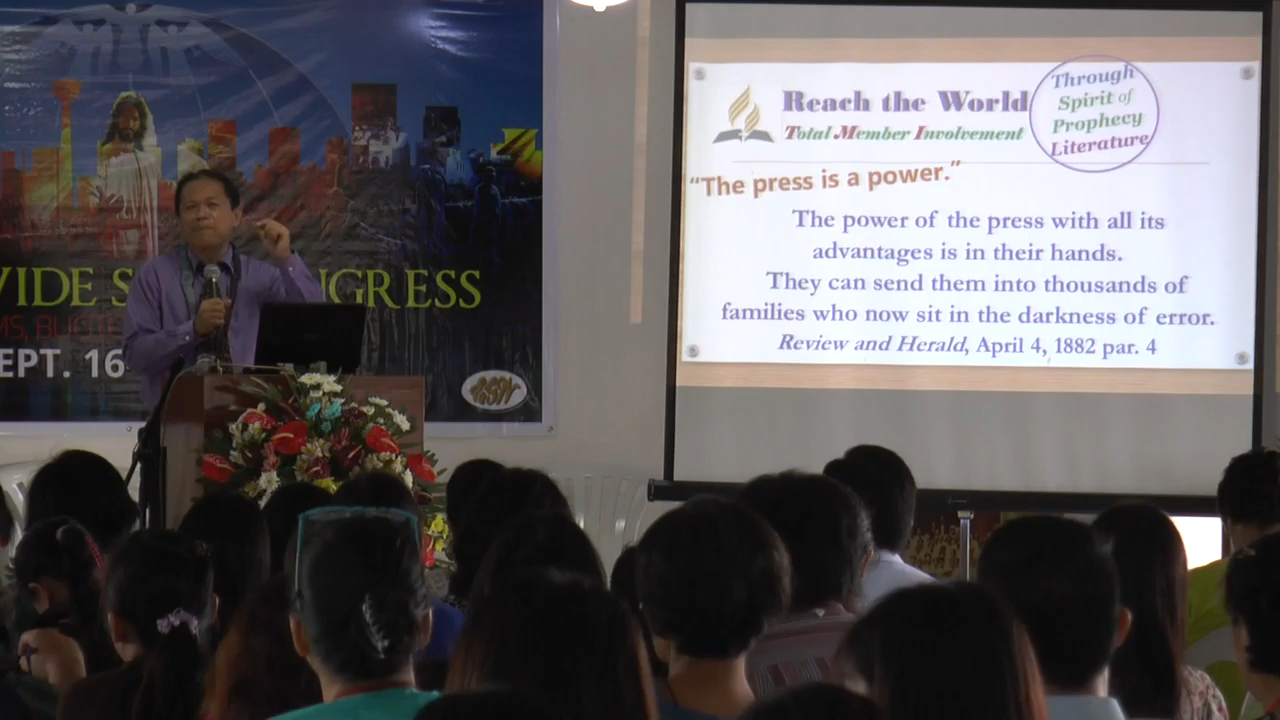 Reach the World
Total Member Involvement
Through
Spirit of
Prophecy
Literature
“The press is a power.”
The power of the press with all its
advantages is in their hands.
They can send them into thousands of
families who now sit in the darkness of error.
Review and Herald, April 4, 1882 par. 4
VIDE S NGRESS
MS,
EPT. 16